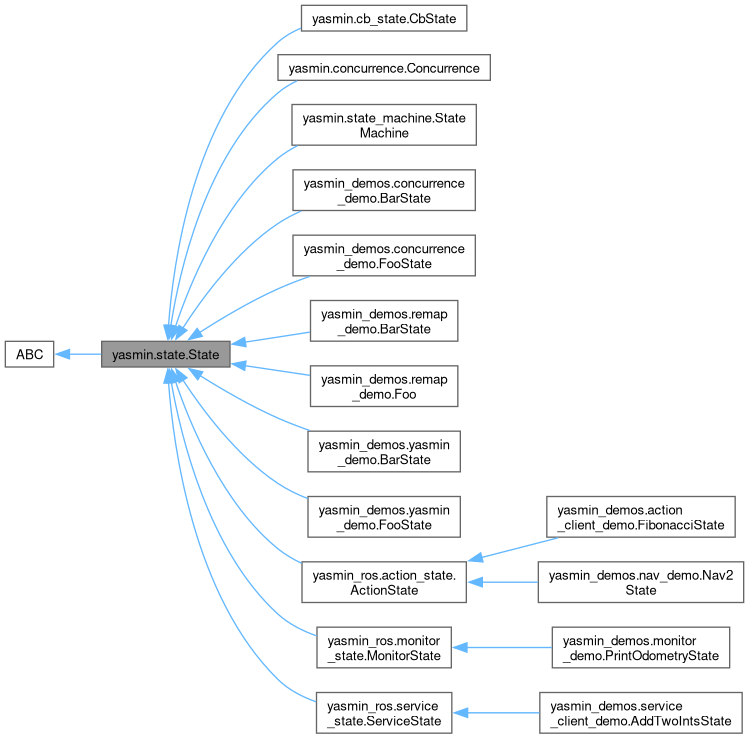 yasmin.cb_state.CbState
yasmin.concurrence.Concurrence
yasmin.state_machine.State
Machine
yasmin_demos.concurrence
_demo.BarState
yasmin_demos.concurrence
_demo.FooState
yasmin_demos.remap
_demo.BarState
ABC
yasmin.state.State
yasmin_demos.remap
_demo.Foo
yasmin_demos.yasmin
_demo.BarState
yasmin_demos.yasmin
_demo.FooState
yasmin_demos.action
_client_demo.FibonacciState
yasmin_ros.action_state.
ActionState
yasmin_demos.nav_demo.Nav2
State
yasmin_ros.monitor
_state.MonitorState
yasmin_demos.monitor
_demo.PrintOdometryState
yasmin_ros.service
_state.ServiceState
yasmin_demos.service
_client_demo.AddTwoIntsState